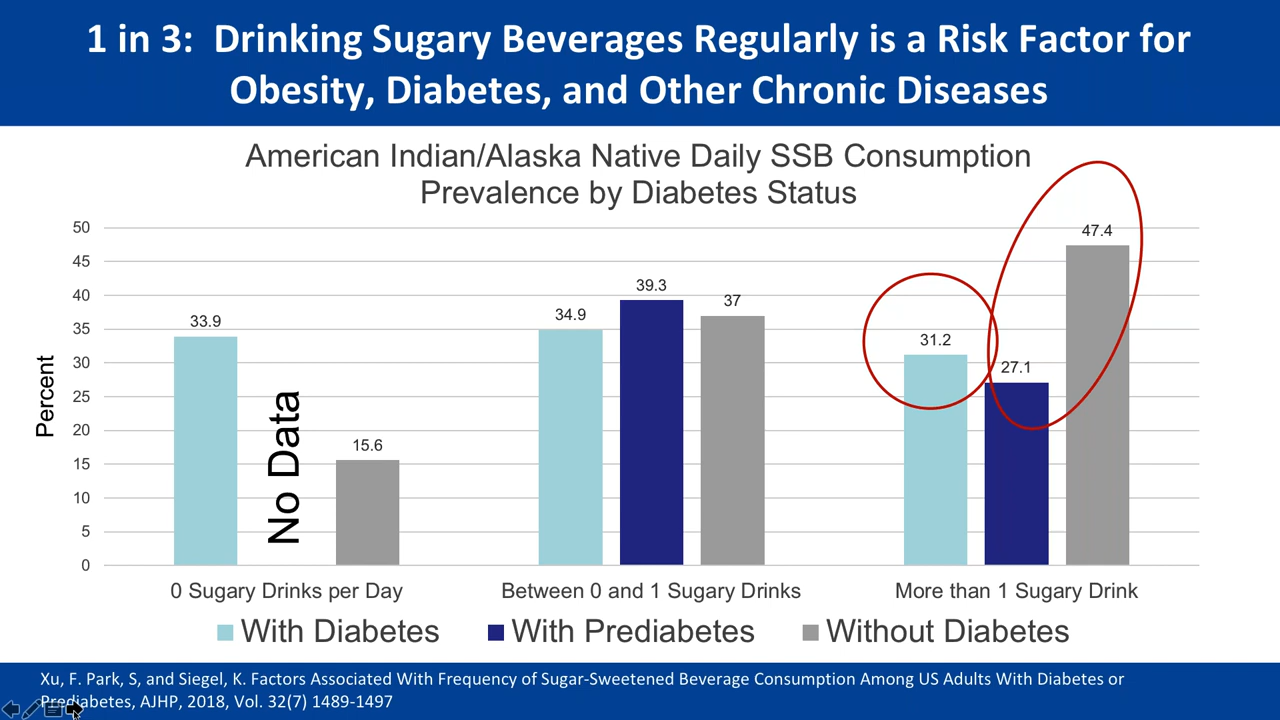 1 in 3: Drinking Sugary Beverages Regularly is a Risk Factor for
Obesity, Diabetes, and Other Chronic Diseases
American Indian/Alaska Native Daily SSB Consumption
Prevalence by Diabetes Status
Percent
50
45
40
35
30
25
20
15
10
5
0
33.9
No Data
15.6
34.9
39.3
37
31.2
27.1
47.4
0 Sugary Drinks per Day
Between 0 and 1 Sugary Drinks
More than 1 Sugary Drink
With Diabetes
With Prediabetes
Without Diabetes
Xu, F. Park, S, and Siegel, K. Factors Associated With Frequency of Sugar-Sweetened Beverage Consumption Among US Adults With Diabetes or
Prediabetes, AJHP, 2018, Vol. 32(7) 1489-1497